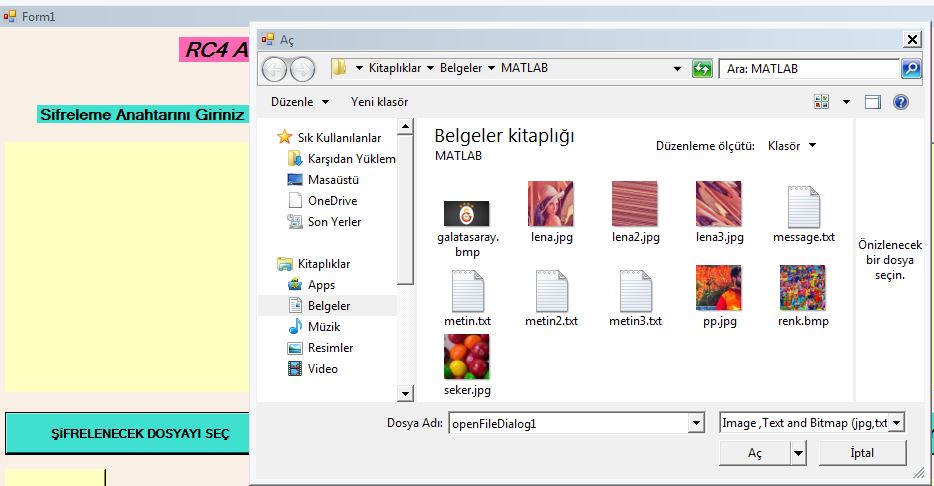 Form1
RC4 A
Sifreleme Anahtarını Giriniz
ŞİFRELENECEK DOSYAYI SEÇ
Aç
Kitaplıklar
Belgeler
MATLAB
Ara: MATLAB
Düzenle
Yeni klasör
Sık Kullanılanlar
Karşıdan Yüklem
Masaüstü
OneDrive
Son Yerler
Kitaplıklar
Apps
Belgeler
Müzik
Resimler
Video
Belgeler kitaplığı
MATLAB
Düzenleme ölçütü: Klasör
galatasaray.
bmp
lena.jpg
lena2.jpg
lena3.jpg
message.txt
metin.txt
metin2.txt
metin3.txt
pp.jpg
renk.bmp
seker.jpg
Önizlenecek
bir dosya
seçin.
Dosya Adı: openFileDialog1
Image ,Text and Bitmap (jpg,txt
Aç
İptal